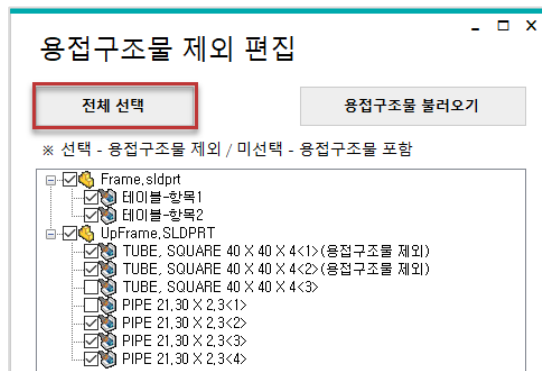 용접구조물 제외 편집
전체 선택 용접구조물 불러오기
※ 선택 - 용접구조물 제외 / 미선택 - 용접구조물 포함
Frame.sldprt
테이블-항목1
테이블-항목2
UpFrame.SLDPRT
TUBE, SQUARE 40 X 40 X 4<1>(용접구조물 제외)
TUBE, SQUARE 40 X 40 X 4<2>(용접구조물 제외)
TUBE, SQUARE 40 X 40 X 4<3>
PIPE 21.30 X 2.3<1>
PIPE 21.30 X 2.3<2>
PIPE 21.30 X 2.3<3>
PIPE 21.30 X 2.3<4>